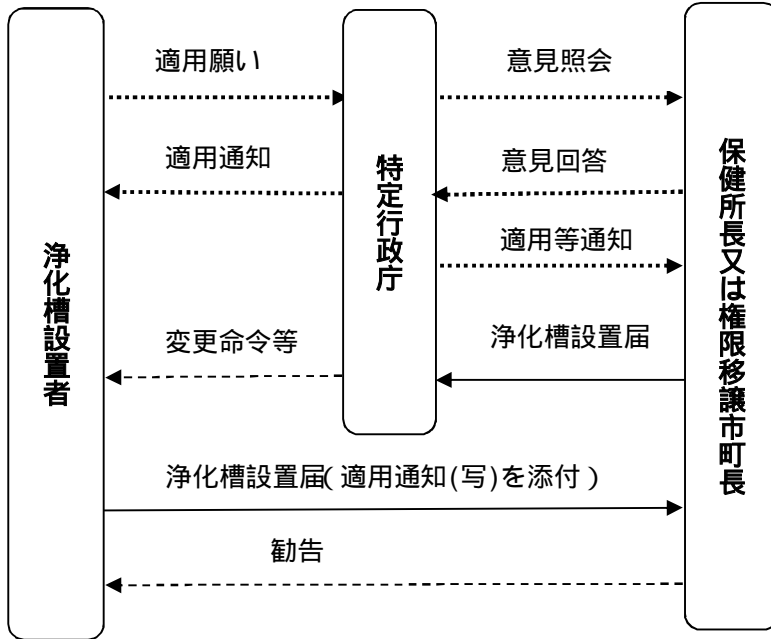 適用願い
意見照会
適用通知
意見回答
適用等通知
変更命令等
浄化槽設置届
浄化槽設置届(適用通知(写)を添付)
勧告
浄化槽設置者
特定行政庁
保健所長又は権限移譲市町長